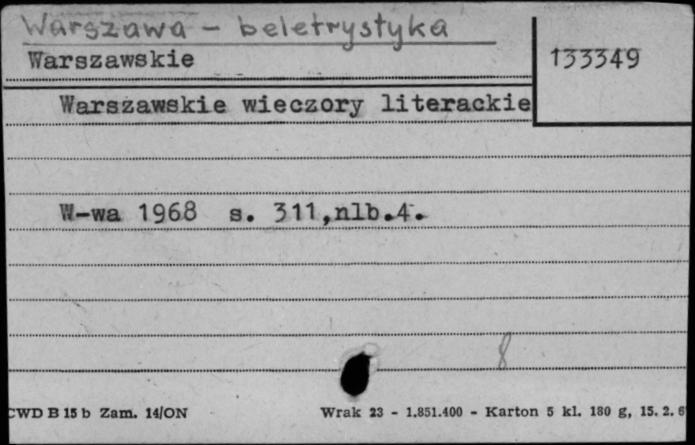 Warszawa - beletrystyka
Warszawskie
133349
Warszawskie wieczory literackie
W-wa 1968 s. 311,nlb.4.
8
CWD B 15 b Zam. 14/ON
Wrak 23 - 1.851.400 - Karton 5 kl. 180 g, 15. 2. 6